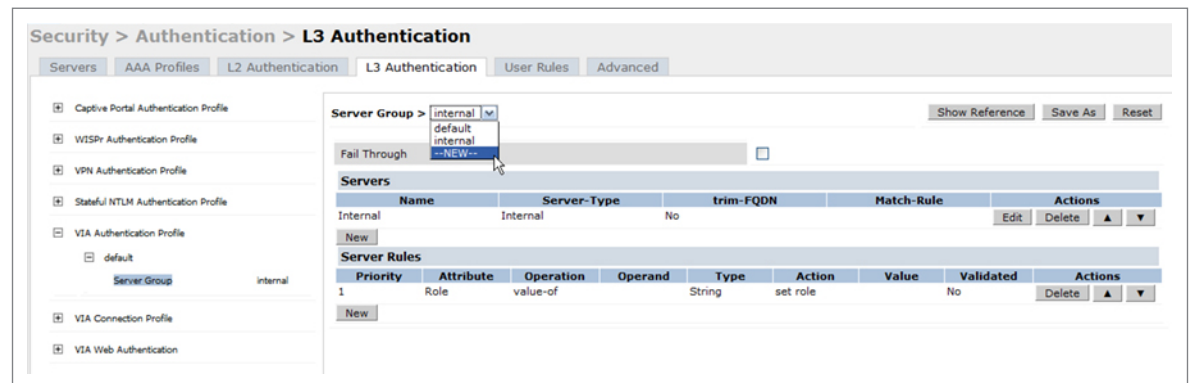 Security > Authentication > L3 Authentication
Servers AAA Profiles L2 Authentication L3 Authentication User Rules Advanced
Captive Portal Authentication Profile
WISPr Authentication Profile
VPN Authentication Profile
Stateful NTLM Authentication Profile
VIA Authentication Profile
default
Server Group internal
VIA Connection Profile
VIA Web Authentication
Server Group > internal Show Reference Save As Reset
default
internal
--NEW--
Fail Through
Servers
Name Server-Type trim-FQDN Match-Rule Actions
Internal Internal No Edit Delete
New
Server Rules
Priority Attribute Operation Operand Type Action Value Validated Actions
1 Role value-of String set role No Delete
New